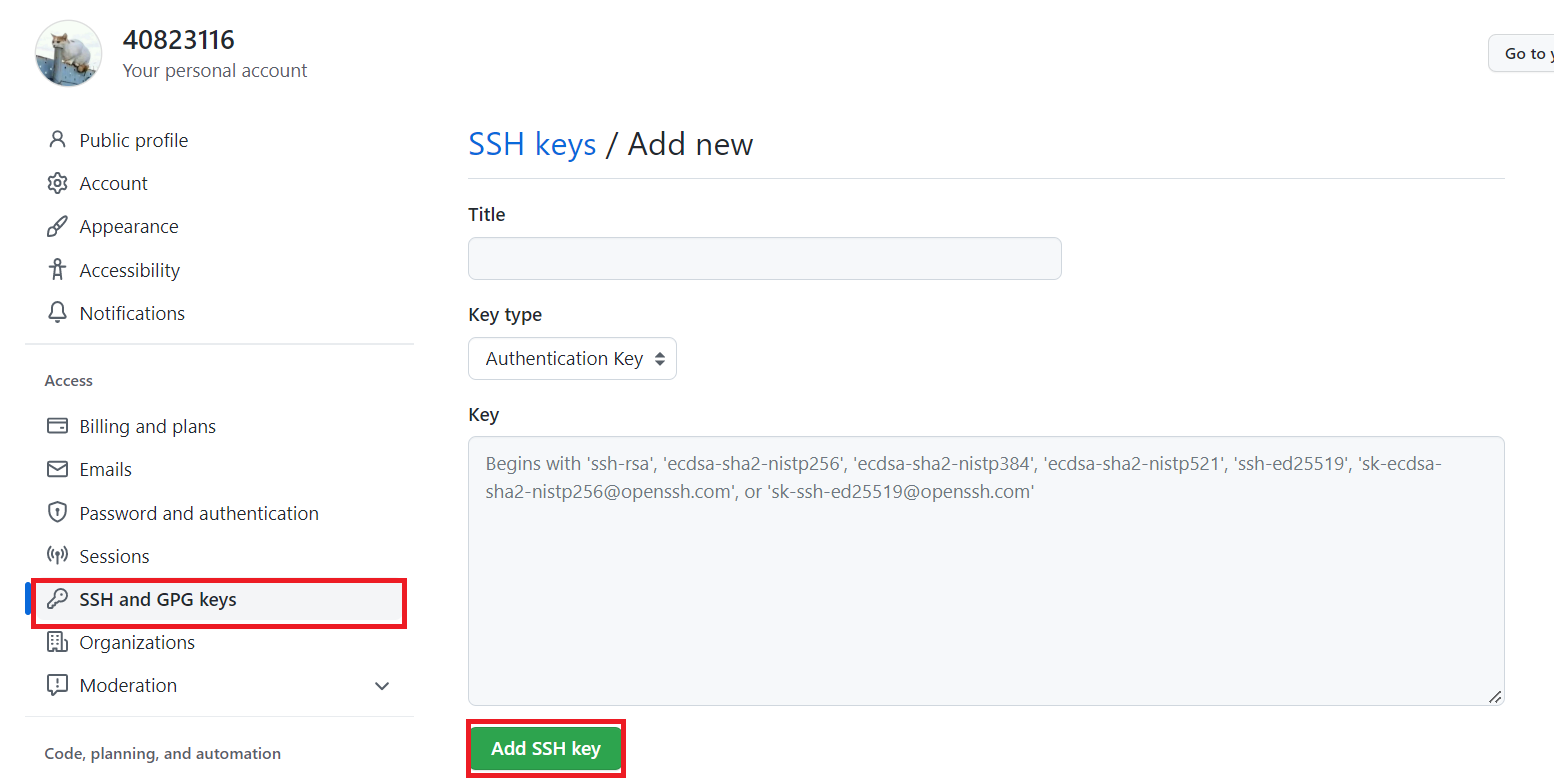 40823116
Your personal account
Go to
Public profile
Account
Appearance
Accessibility
Notifications
Access
Billing and plans
Emails
Password and authentication
Sessions
SSH and GPG keys
Organizations
Moderation
Code, planning, and automation
SSH keys / Add new
Title
Key type
Authentication Key
Key
Begins with 'ssh-rsa', 'ecdsa-sha2-nistp256', 'ecdsa-sha2-nistp384', 'ecdsa-sha2-nistp521', 'ssh-ed25519', 'sk-ecdsa-
sha2-nistp256@openssh.com', or 'sk-ssh-ed25519@openssh.com'
Add SSH key